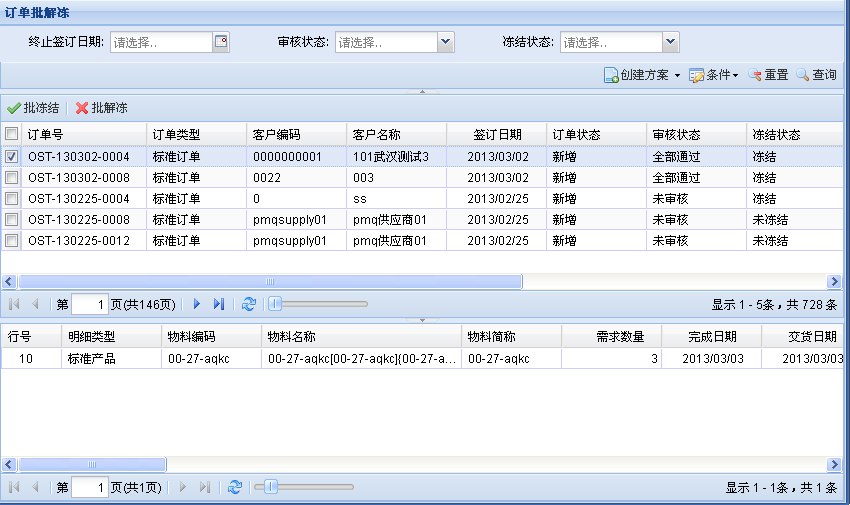 订单批解冻
终止签订日期: 请选择.. 审核状态: 请选择.. 冻结状态: 请选择..
创建方案 条件 重置 查询
批冻结 批解冻
订单号 订单类型 客户编码 客户名称 签订日期 订单状态 审核状态 冻结状态
OST-130302-0004 标准订单 0000000001 101武汉测试3 2013/03/02 新增 全部通过 冻结
OST-130302-0008 标准订单 0022 003 2013/03/02 新增 全部通过 冻结
OST-130225-0004 标准订单 0 ss 2013/02/25 新增 未审核 冻结
OST-130225-0008 标准订单 pmqsupply01 pmq供应商01 2013/02/25 新增 未审核 未冻结
OST-130225-0012 标准订单 pmqsupply01 pmq供应商01 2013/02/25 新增 未审核 未冻结
第 1 页(共146页) 显示 1 - 5条，共 728 条
行号 明细类型 物料编码 物料名称 物料简称 需求数量 完成日期 交货日期
10 标准产品 00-27-aqkc 00-27-aqkc[00-27-aqkc]{00-27-a... 00-27-aqkc 3 2013/03/03 2013/03/03
第 1 页(共1页) 显示 1 - 1条，共 1 条